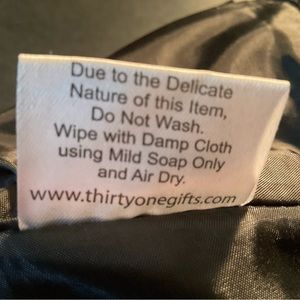 Due to the Delicate
Nature of this Item,
Do Not Wash.
Wipe with Damp Cloth
using Mild Soap Only
and Air Dry.
www.thirtyonegifts.com